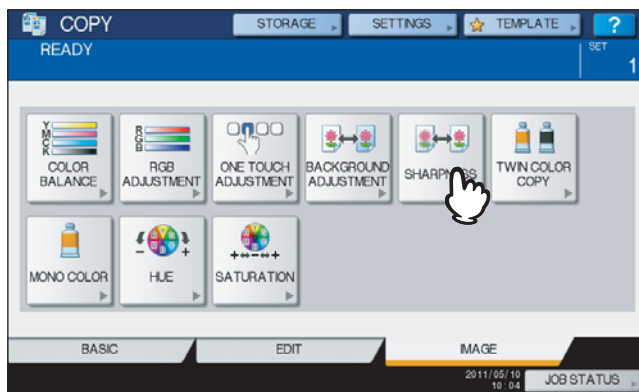 COPY
STORAGE
SETTINGS
TEMPLATE
?
READY
SET
1
Y
M
C
K
COLOR
BALANCE
R
G
B
RGB
ADJUSTMENT
ONE TOUCH
ADJUSTMENT
BACKGROUND
ADJUSTMENT
SHARPNESS
TWIN COLOR
COPY
MONO COLOR
HUE
SATURATION
BASIC
EDIT
IMAGE
2011/05/10
10:04
JOB STATUS